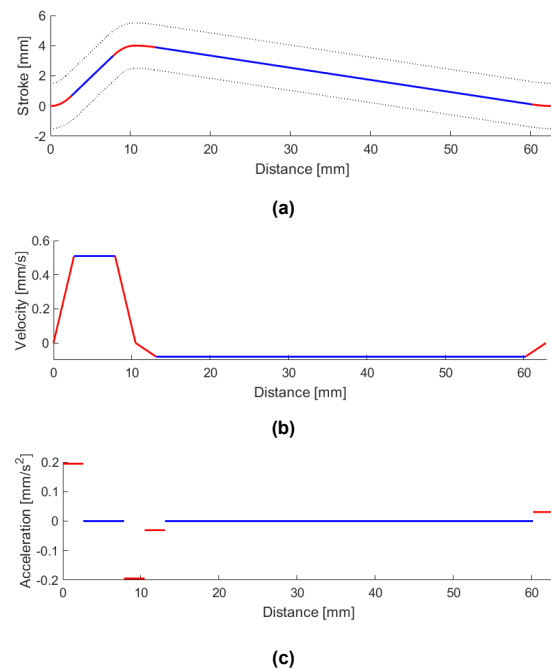 6
4
2
0
-2
Stroke [mm]
0 10 20 30 40 50 60
Distance [mm]
(a)
0.6
0.4
0.2
0
Velocity [mm/s]
0 10 20 30 40 50 60
Distance [mm]
(b)
0.2
0.1
0
-0.1
-0.2
Acceleration [mm/s²]
0 10 20 30 40 50 60
Distance [mm]
(c)